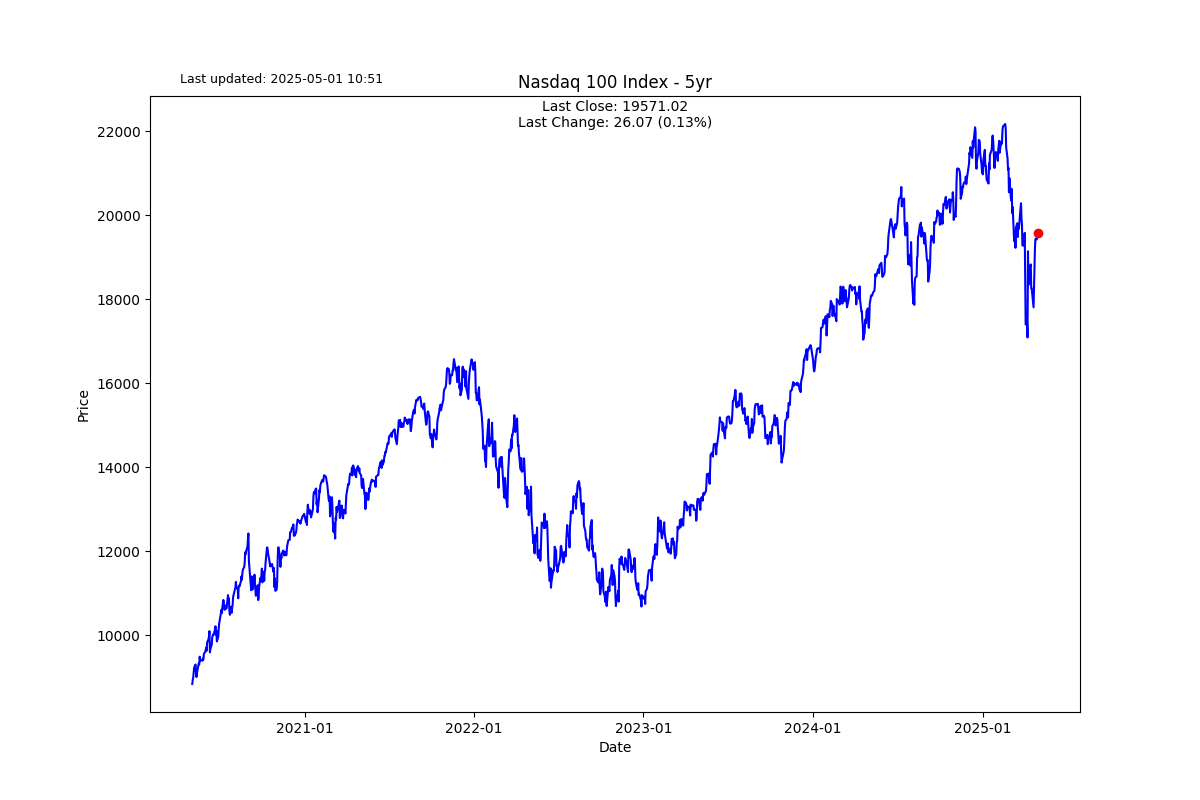 Last updated: 2025-05-01 10:51
Nasdaq 100 Index - 5yr
Last Close: 19571.02
Last Change: 26.07 (0.13%)
22000
20000
18000
16000
14000
12000
10000
Price
2021-01
2022-01
2023-01
2024-01
2025-01
Date